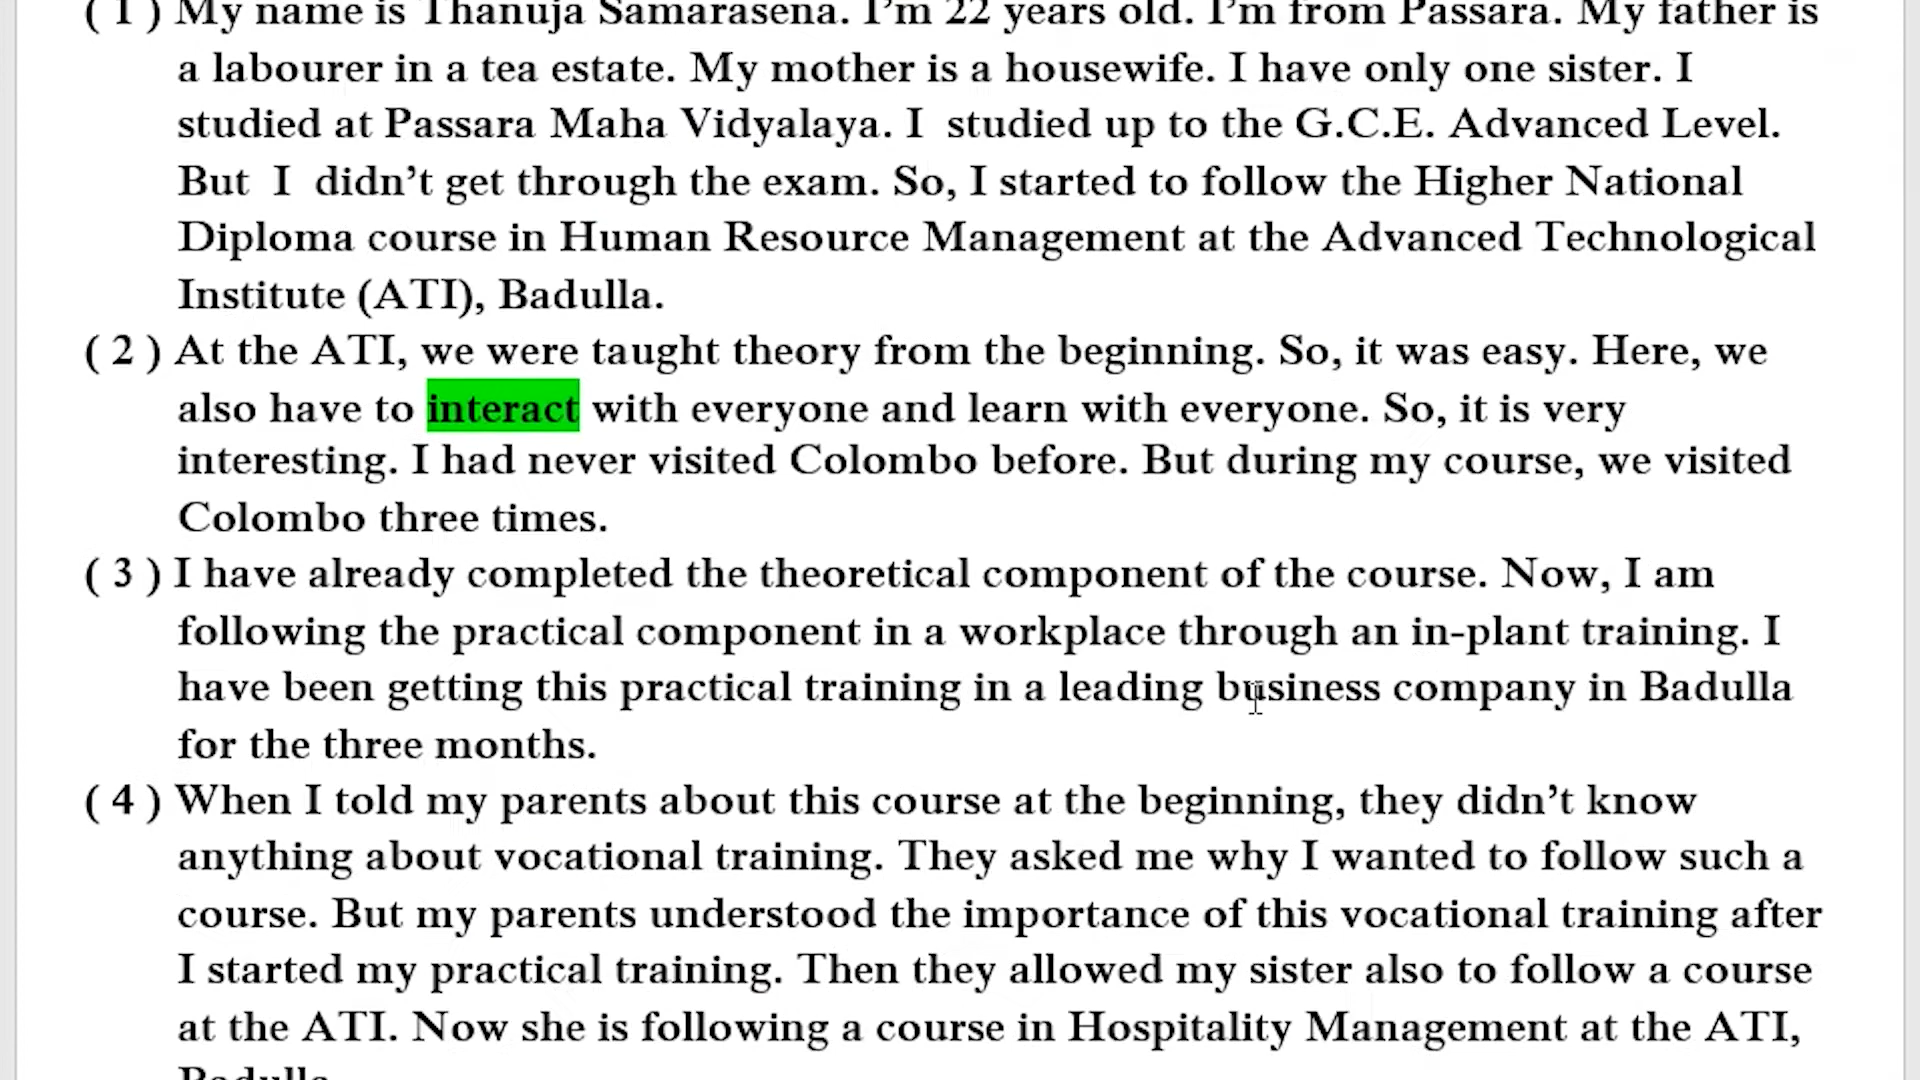 ( 1 ) My name is Thanuja Samarasena. I’m 22 years old. I’m from Passara. My father is
a labourer in a tea estate. My mother is a housewife. I have only one sister. I
studied at Passara Maha Vidyalaya. I studied up to the G.C.E. Advanced Level.
But I didn’t get through the exam. So, I started to follow the Higher National
Diploma course in Human Resource Management at the Advanced Technological
Institute (ATI), Badulla.
( 2 ) At the ATI, we were taught theory from the beginning. So, it was easy. Here, we
also have to interact with everyone and learn with everyone. So, it is very
interesting. I had never visited Colombo before. But during my course, we visited
Colombo three times.
( 3 ) I have already completed the theoretical component of the course. Now, I am
following the practical component in a workplace through an in-plant training. I
have been getting this practical training in a leading business company in Badulla
for the three months.
( 4 ) When I told my parents about this course at the beginning, they didn’t know
anything about vocational training. They asked me why I wanted to follow such a
course. But my parents understood the importance of this vocational training after
I started my practical training. Then they allowed my sister also to follow a course
at the ATI. Now she is following a course in Hospitality Management at the ATI,
Badulla